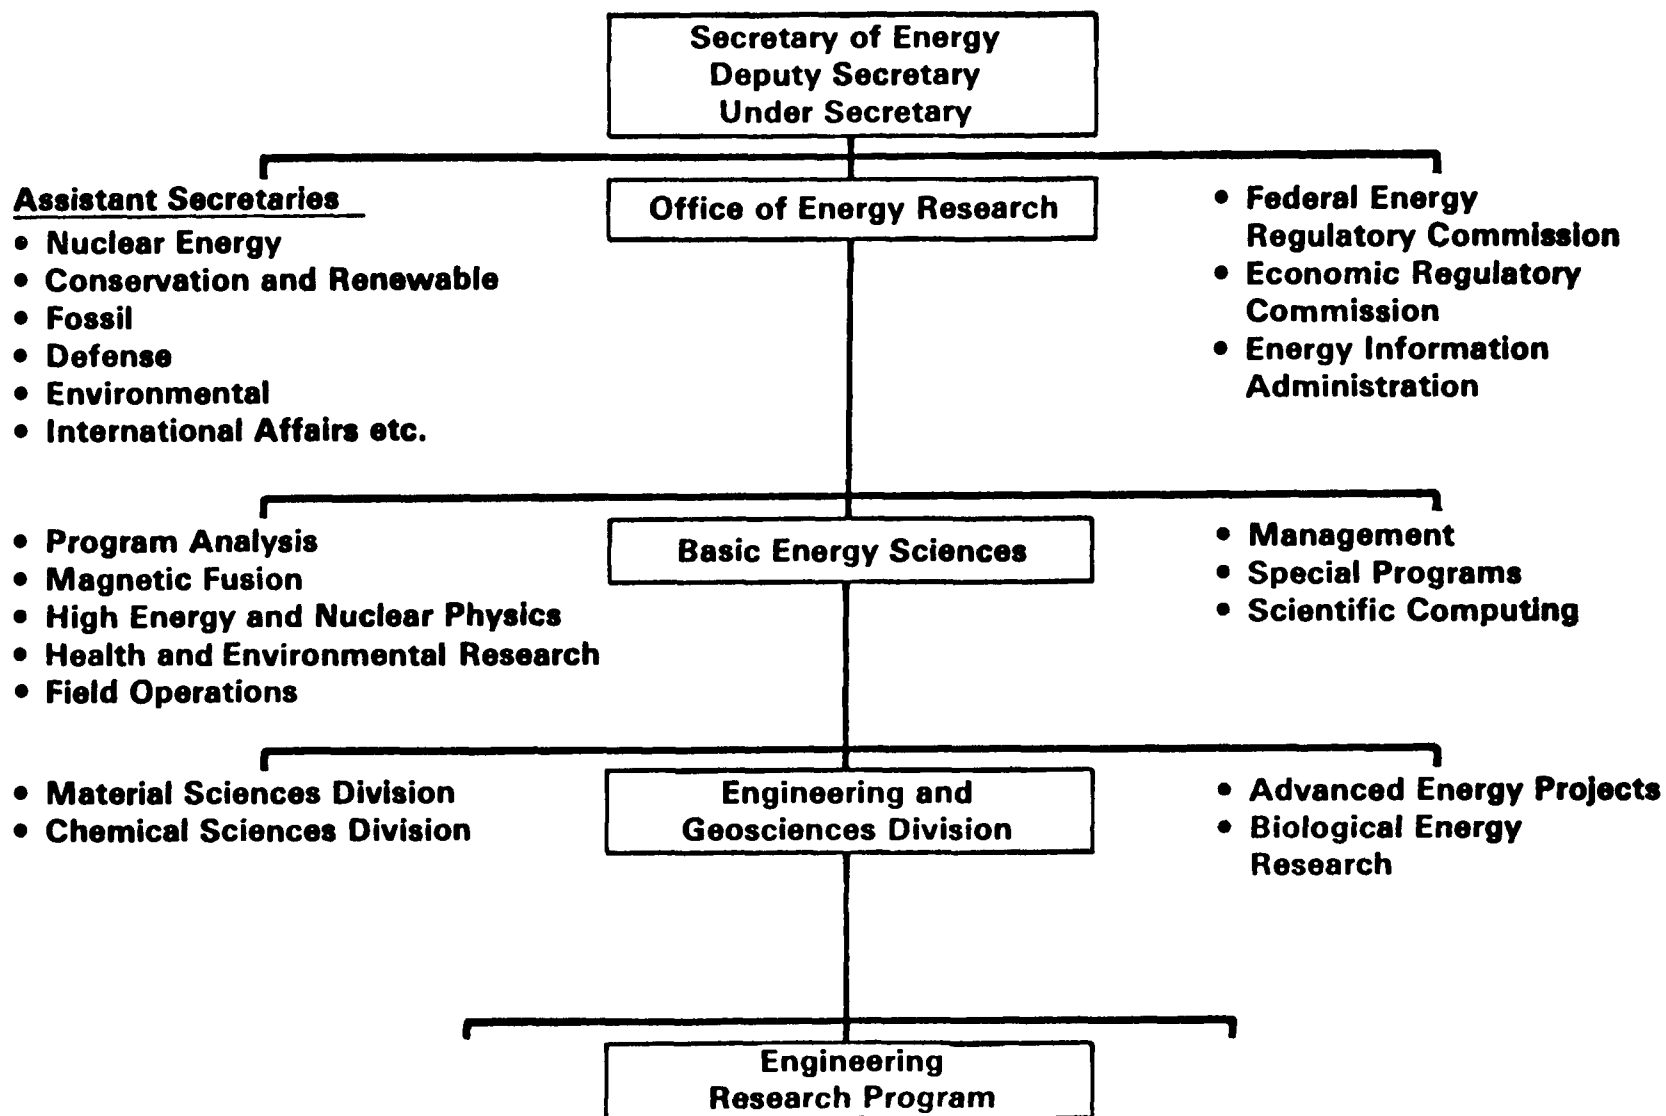 Secretary of Energy
Deputy Secretary
Under Secretary
Assistant Secretaries
• Nuclear Energy
• Conservation and Renewable
• Fossil
• Defense
• Environmental
• International Affairs etc.
Office of Energy Research
• Federal Energy
Regulatory Commission
• Economic Regulatory
Commission
• Energy Information
Administration
• Program Analysis
• Magnetic Fusion
• High Energy and Nuclear Physics
• Health and Environmental Research
• Field Operations
Basic Energy Sciences
• Management
• Special Programs
• Scientific Computing
• Material Sciences Division
• Chemical Sciences Division
Engineering and
Geosciences Division
• Advanced Energy Projects
• Biological Energy
Research
Engineering
Research Program